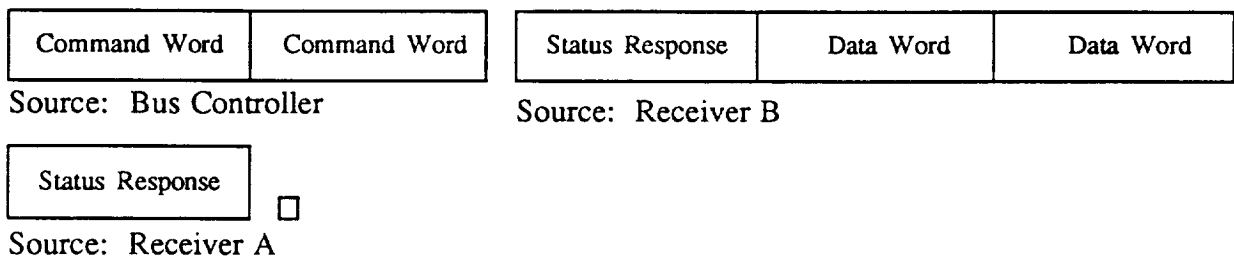 Command Word Command Word Status Response Data Word Data Word
Source: Bus Controller Source: Receiver B
Status Response
Source: Receiver A